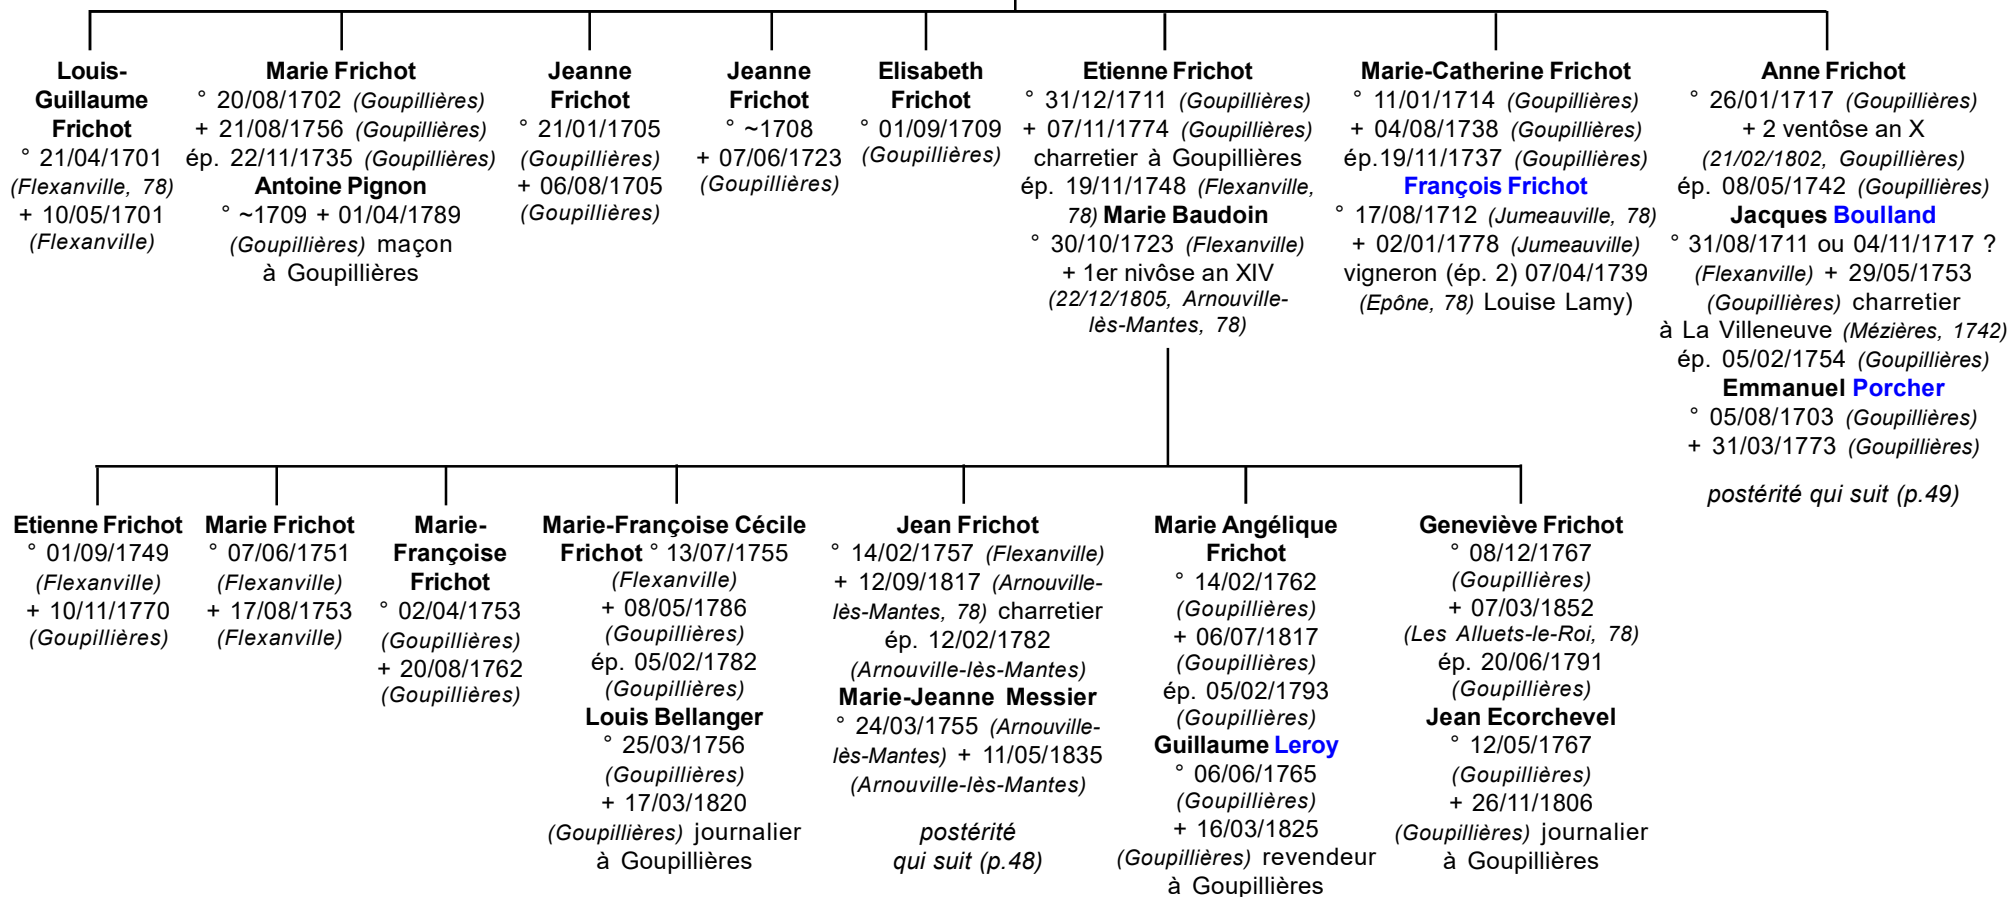 Louis-
Guillaume
Frichot
° 21/04/1701
(Flexanville, 78)
+ 10/05/1701
(Flexanville)
Marie Frichot
° 20/08/1702 (Goupillières)
+ 21/08/1756 (Goupillières)
ép. 22/11/1735 (Goupillières)
Antoine Pignon
° ~1709 + 01/04/1789
(Goupillières) maçon
à Goupillières
Jeanne
Frichot
° 21/01/1705
(Goupillières)
+ 06/08/1705
(Goupillières)
Jeanne
Frichot
° ~1708
+ 07/06/1723
(Goupillières)
Elisabeth
Frichot
° 01/09/1709
(Goupillières)
Etienne Frichot
° 31/12/1711 (Goupillières)
+ 07/11/1774 (Goupillières)
charretier à Goupillières
ép. 19/11/1748 (Flexanville,
78) Marie Baudoin
° 30/10/1723 (Flexanville)
+ 1er nivôse an XIV
(22/12/1805, Arnouville-
lès-Mantes, 78)
Marie-Catherine Frichot
° 11/01/1714 (Goupillières)
+ 04/08/1738 (Goupillières)
ép.19/11/1737 (Goupillières)
François Frichot
° 17/08/1712 (Jumeauville, 78)
+ 02/01/1778 (Jumeauville)
vigneron (ép. 2) 07/04/1739
(Epône, 78) Louise Lamy)
Anne Frichot
° 26/01/1717 (Goupillières)
+ 2 ventôse an X
(21/02/1802, Goupillières)
ép. 08/05/1742 (Goupillières)
Jacques Boulland
° 31/08/1711 ou 04/11/1717 ?
(Flexanville) + 29/05/1753
(Goupillières) charretier
à La Villeneuve (Mézières, 1742)
ép. 05/02/1754 (Goupillières)
Emmanuel Porcher
° 05/08/1703 (Goupillières)
+ 31/03/1773 (Goupillières)
postérité qui suit (p.49)
Etienne Frichot
° 01/09/1749
(Flexanville)
+ 10/11/1770
(Goupillières)
Marie Frichot
° 07/06/1751
(Flexanville)
+ 17/08/1753
(Flexanville)
Marie-
Françoise
Frichot
° 02/04/1753
(Goupillières)
+ 20/08/1762
(Goupillières)
Marie-Françoise Cécile
Frichot ° 13/07/1755
(Flexanville)
+ 08/05/1786
(Goupillières)
ép. 05/02/1782
(Goupillières)
Louis Bellanger
° 25/03/1756
(Goupillières)
+ 17/03/1820
(Goupillières) journalier
à Goupillières
Jean Frichot
° 14/02/1757 (Flexanville)
+ 12/09/1817 (Arnouville-
lès-Mantes, 78) charretier
ép. 12/02/1782
(Arnouville-lès-Mantes)
Marie-Jeanne Messier
° 24/03/1755 (Arnouville-
lès-Mantes) + 11/05/1835
(Arnouville-lès-Mantes)
postérité
qui suit (p.48)
Marie Angélique
Frichot
° 14/02/1762
(Goupillières)
+ 06/07/1817
(Goupillières)
ép. 05/02/1793
(Goupillières)
Guillaume Leroy
° 06/06/1765
(Goupillières)
+ 16/03/1825
(Goupillières) revendeur
à Goupillières
Geneviève Frichot
° 08/12/1767
(Goupillières)
+ 07/03/1852
(Les Alluets-le-Roi, 78)
ép. 20/06/1791
(Goupillières)
Jean Ecorchevel
° 12/05/1767
(Goupillières)
+ 26/11/1806
(Goupillières) journalier
à Goupillières